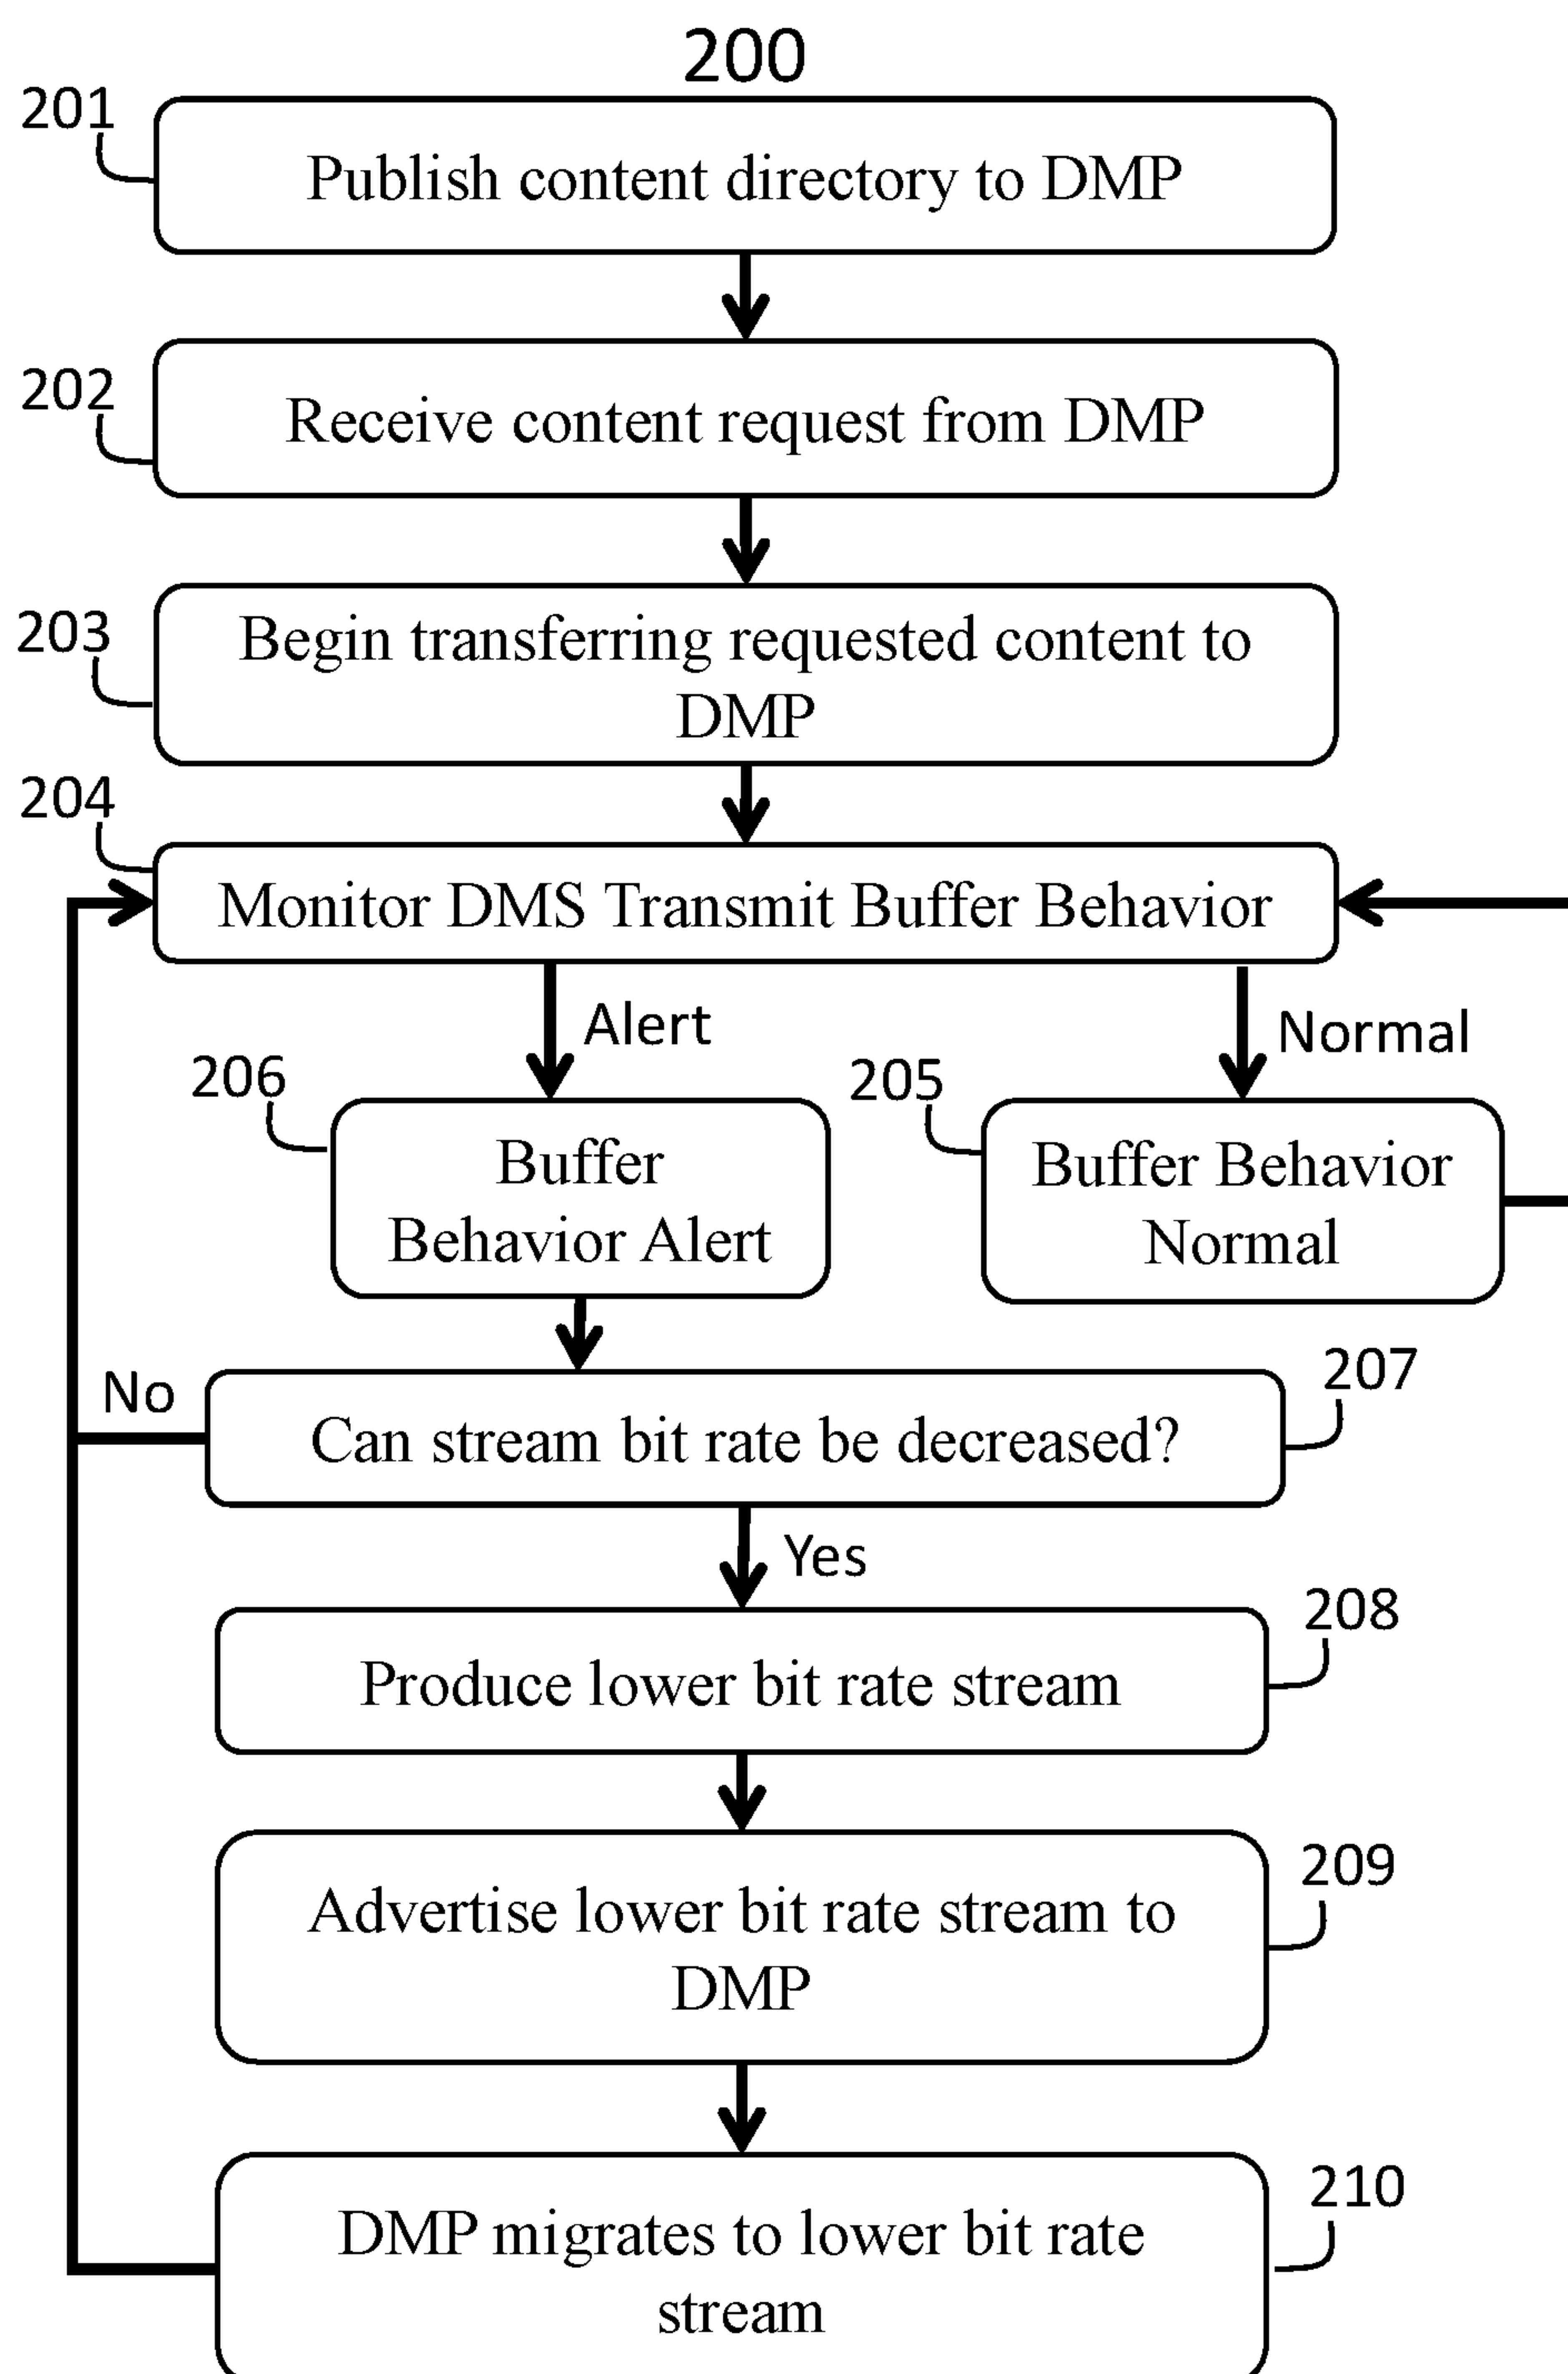 200
201
Publish content directory to DMP
202
Receive content request from DMP
203
Begin transferring requested content to
DMP
204
Monitor DMS Transmit Buffer Behavior
Alert
Normal
206
Buffer
Behavior Alert
205
Buffer Behavior
Normal
No
207
Can stream bit rate be decreased?
Yes
208
Produce lower bit rate stream
209
Advertise lower bit rate stream to
DMP
210
DMP migrates to lower bit rate
stream